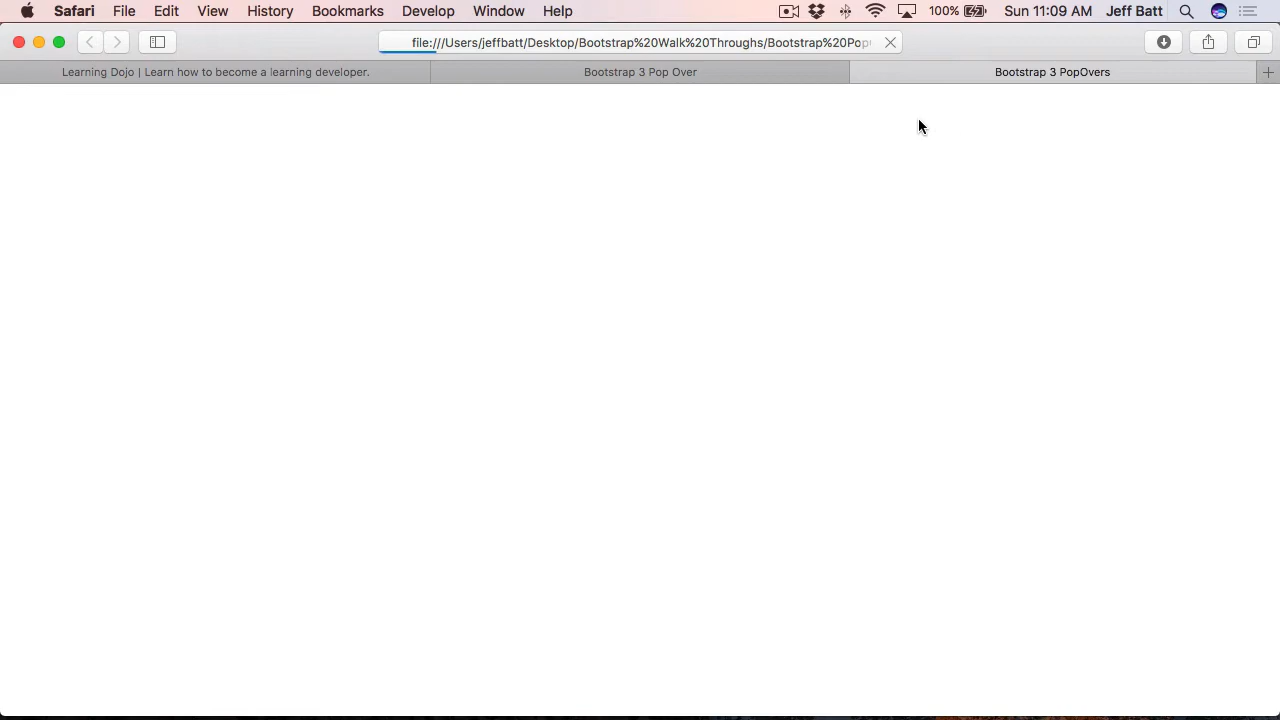 Safari File Edit View History Bookmarks Develop Window Help 100% Sun 11:09 AM Jeff Batt
file:///Users/jeffbatt/Desktop/Bootstrap%20Walk%20Throughs/Bootstrap%20Pop
Learning Dojo | Learn how to become a learning developer. Bootstrap 3 Pop Over Bootstrap 3 PopOvers